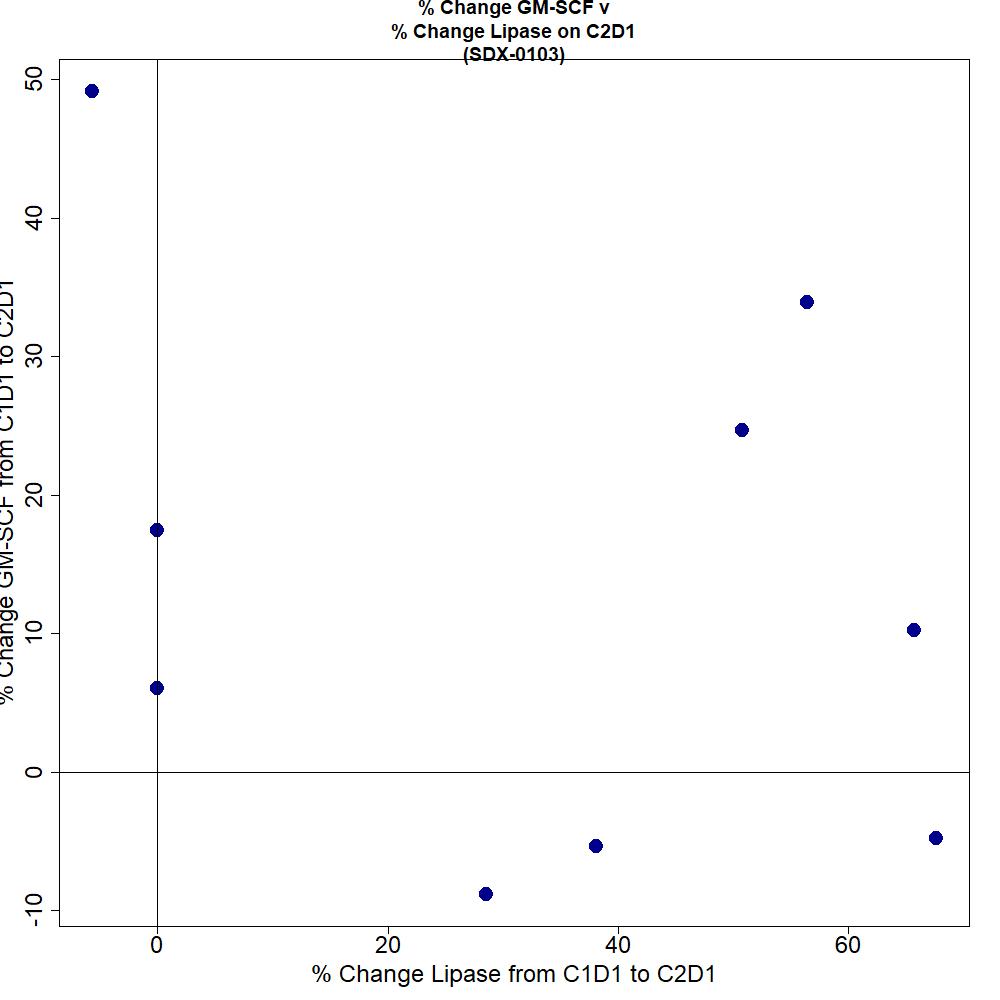 % Change GM-SCF v
% Change Lipase on C2D1
(SDX-0103)
% Change GM-SCF from C1D1 to C2D1
50
40
30
20
10
0
-10
0 20 40 60
% Change Lipase from C1D1 to C2D1